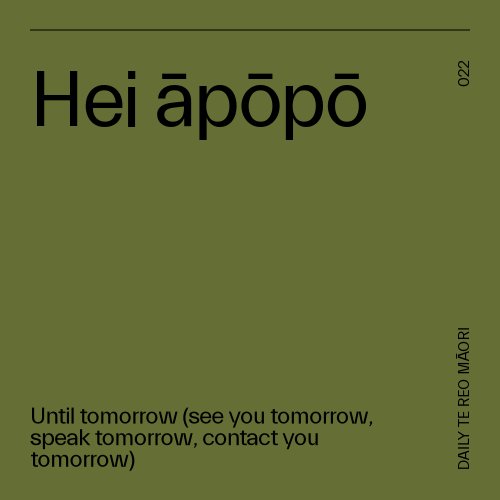 Hei āpōpō
022
Until tomorrow (see you tomorrow,
speak tomorrow, contact you
tomorrow)
DAILY TE REO MĀORI